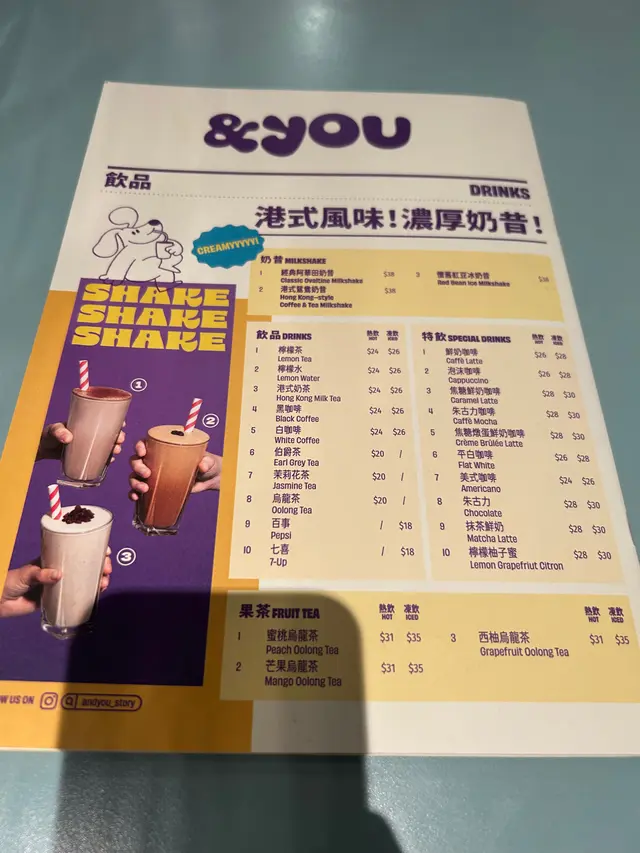 &YOU
飲品
DRINKS
港式風味！濃厚奶昔！
CREAMYYYYY!
SHAKE
SHAKE
SHAKE
①
②
③
奶昔 MILKSHAKE
1 經典阿華田奶昔 $38
Classic Ovaltine Milkshake
2 港式鴛鴦奶昔 $38
Hong Kong-style
Coffee & Tea Milkshake
3 懷舊紅豆冰奶昔 $38
Red Bean Ice Milkshake
飲品 DRINKS 熱飲 HOT 凍飲 ICED
1 檸檬茶 $24 $26
Lemon Tea
2 檸檬水 $24 $26
Lemon Water
3 港式奶茶 $24 $26
Hong Kong Milk Tea
4 黑咖啡 $24 $26
Black Coffee
5 白咖啡 $24 $26
White Coffee
6 伯爵茶 $20 /
Earl Grey Tea
7 茉莉花茶 $20 /
Jasmine Tea
8 烏龍茶 $20 /
Oolong Tea
9 百事 / $18
Pepsi
10 七喜 / $18
7-Up
特飲 SPECIAL DRINKS 熱飲 HOT 凍飲 ICED
1 鮮奶咖啡 $26 $28
Caffè Latte
2 泡沫咖啡 $26 $28
Cappuccino
3 焦糖鮮奶咖啡 $28 $30
Caramel Latte
4 朱古力咖啡 $28 $30
Caffè Mocha
5 焦糖燉蛋鮮奶咖啡 $28 $30
Crème Brûlée Latte
6 平白咖啡 $26 $28
Flat White
7 美式咖啡 $24 $26
Americano
8 朱古力 $28 $30
Chocolate
9 抹茶鮮奶 $28 $30
Matcha Latte
10 檸檬柚子蜜 $28 $30
Lemon Grapefriut Citron
果茶 FRUIT TEA 熱飲 HOT 凍飲 ICED
1 蜜桃烏龍茶 $31 $35
Peach Oolong Tea
2 芒果烏龍茶 $31 $35
Mango Oolong Tea
熱飲 HOT 凍飲 ICED
3 西柚烏龍茶 $31 $35
Grapefruit Oolong Tea
OW US ON andyou_story